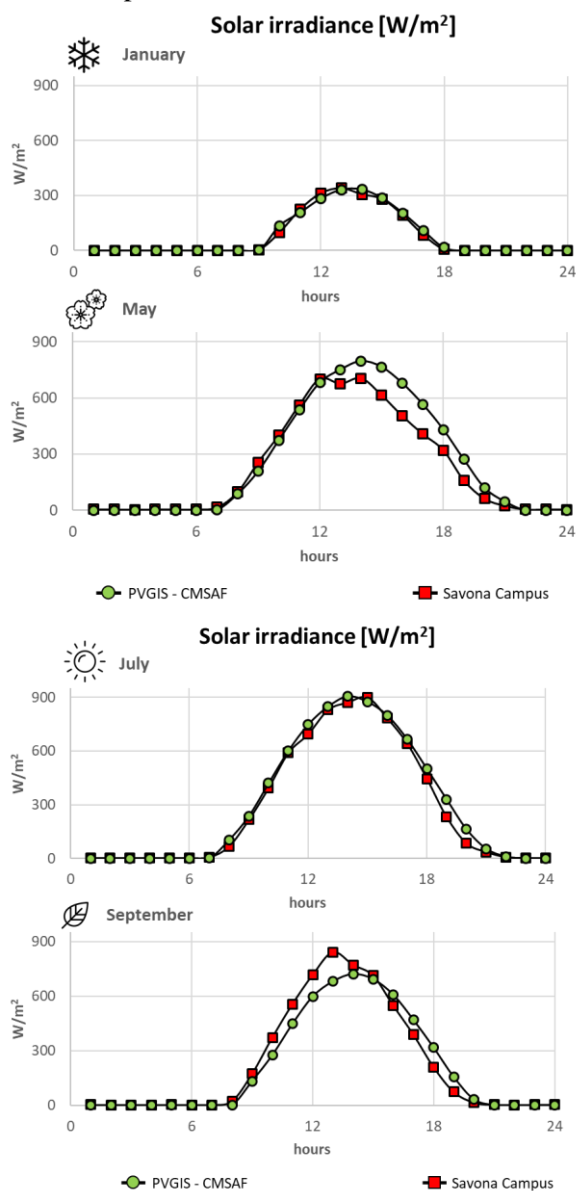 Solar irradiance [W/m²]
January
900
600
300
0
W/m²
0 6 12 18 24
hours
May
900
600
300
0
W/m²
0 6 12 18 24
hours
PVGIS - CMSAF Savona Campus
Solar irradiance [W/m²]
July
900
600
300
0
W/m²
0 6 12 18 24
hours
September
900
600
300
0
W/m²
0 6 12 18 24
hours
PVGIS - CMSAF Savona Campus